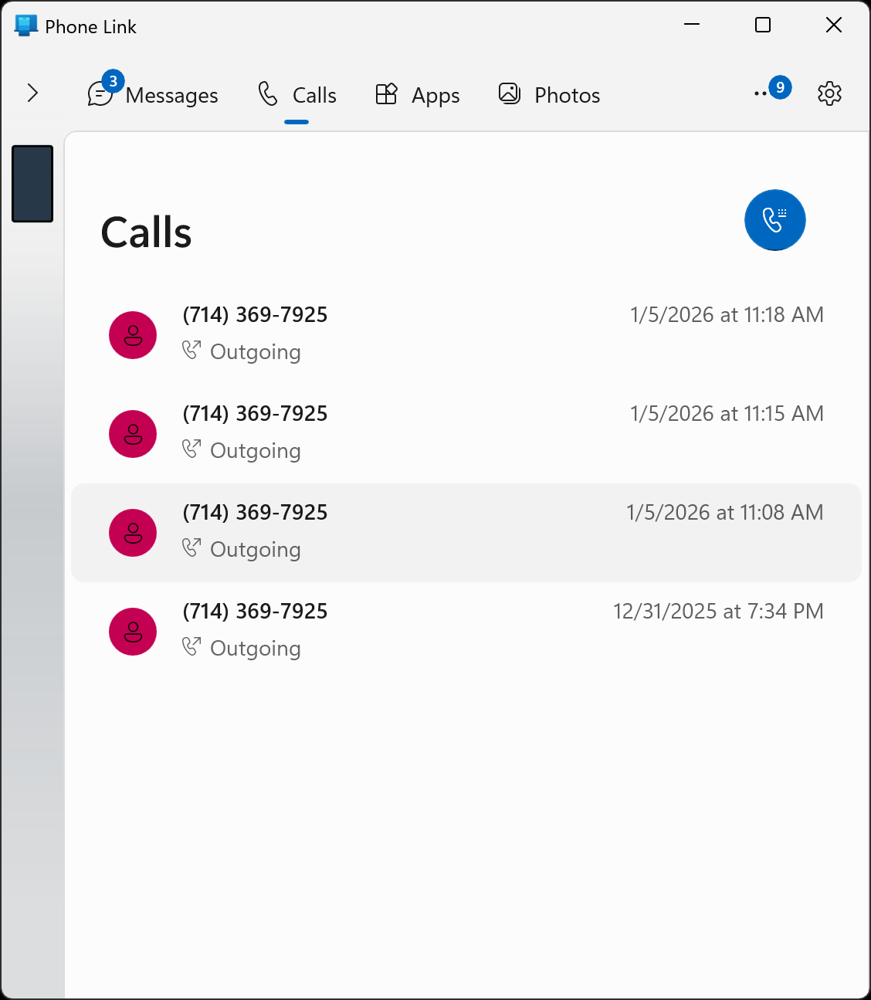 Phone Link
3 Messages Calls Apps Photos 9
Calls
(714) 369-7925 1/5/2026 at 11:18 AM
Outgoing
(714) 369-7925 1/5/2026 at 11:15 AM
Outgoing
(714) 369-7925 1/5/2026 at 11:08 AM
Outgoing
(714) 369-7925 12/31/2025 at 7:34 PM
Outgoing